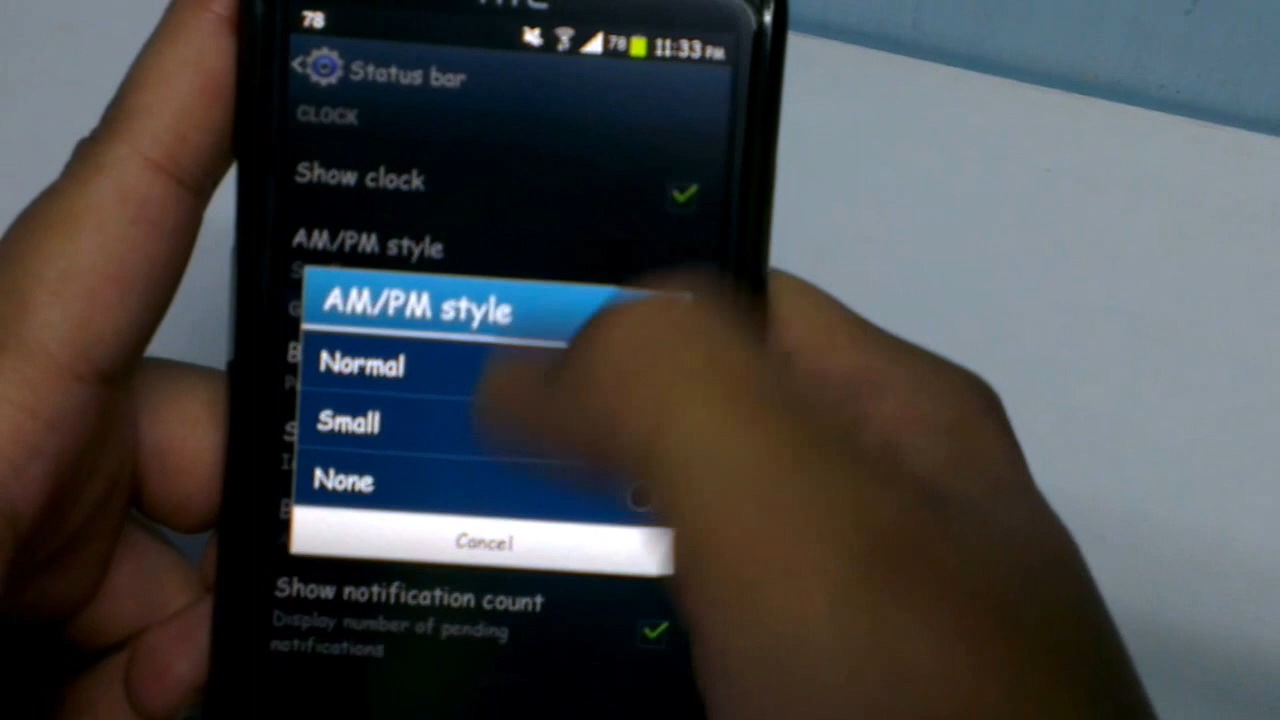 78
78 11:33 PM
Status bar
CLOCK
Show clock
AM/PM style
AM/PM style
Normal
Small
None
Cancel
Show notification count
Display number of pending
notifications